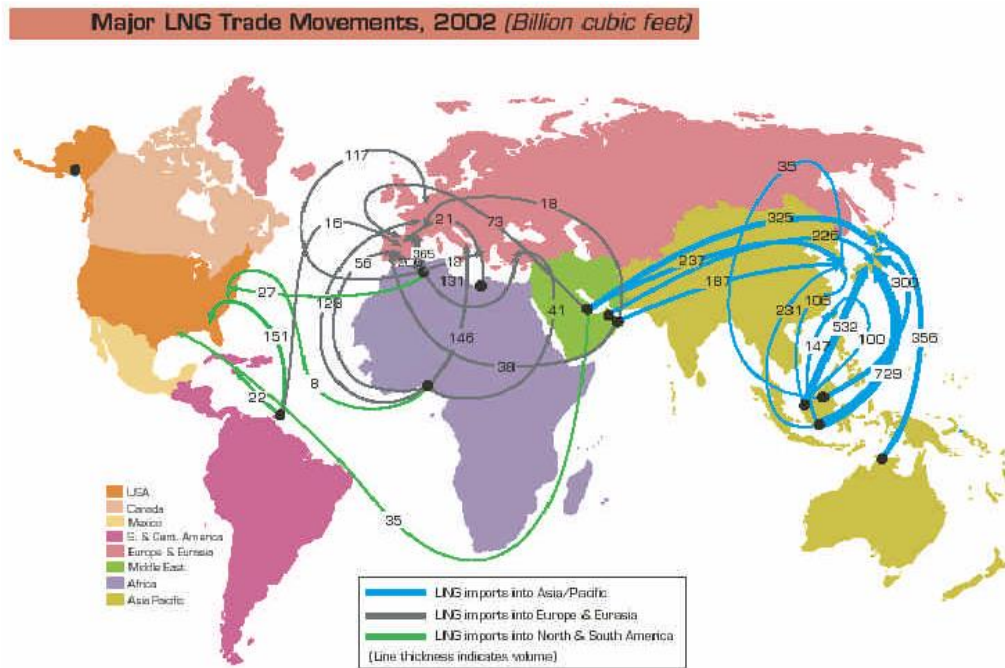 Major LNG Trade Movements, 2002 (Billion cubic feet)
117
35
16
21
18
73
325
226
56
365
18
237
27
131
187
128
41
106
300
231
151
146
532
147
100
356
38
729
8
22
35
USA
Canada
Mexico
S. & Cent. America
Europe & Eurasia
Middle East
Africa
Asia Pacific
LNG imports into Asia/Pacific
LNG imports into Europe & Eurasia
LNG imports into North & South America
(Line thickness indicates volume)